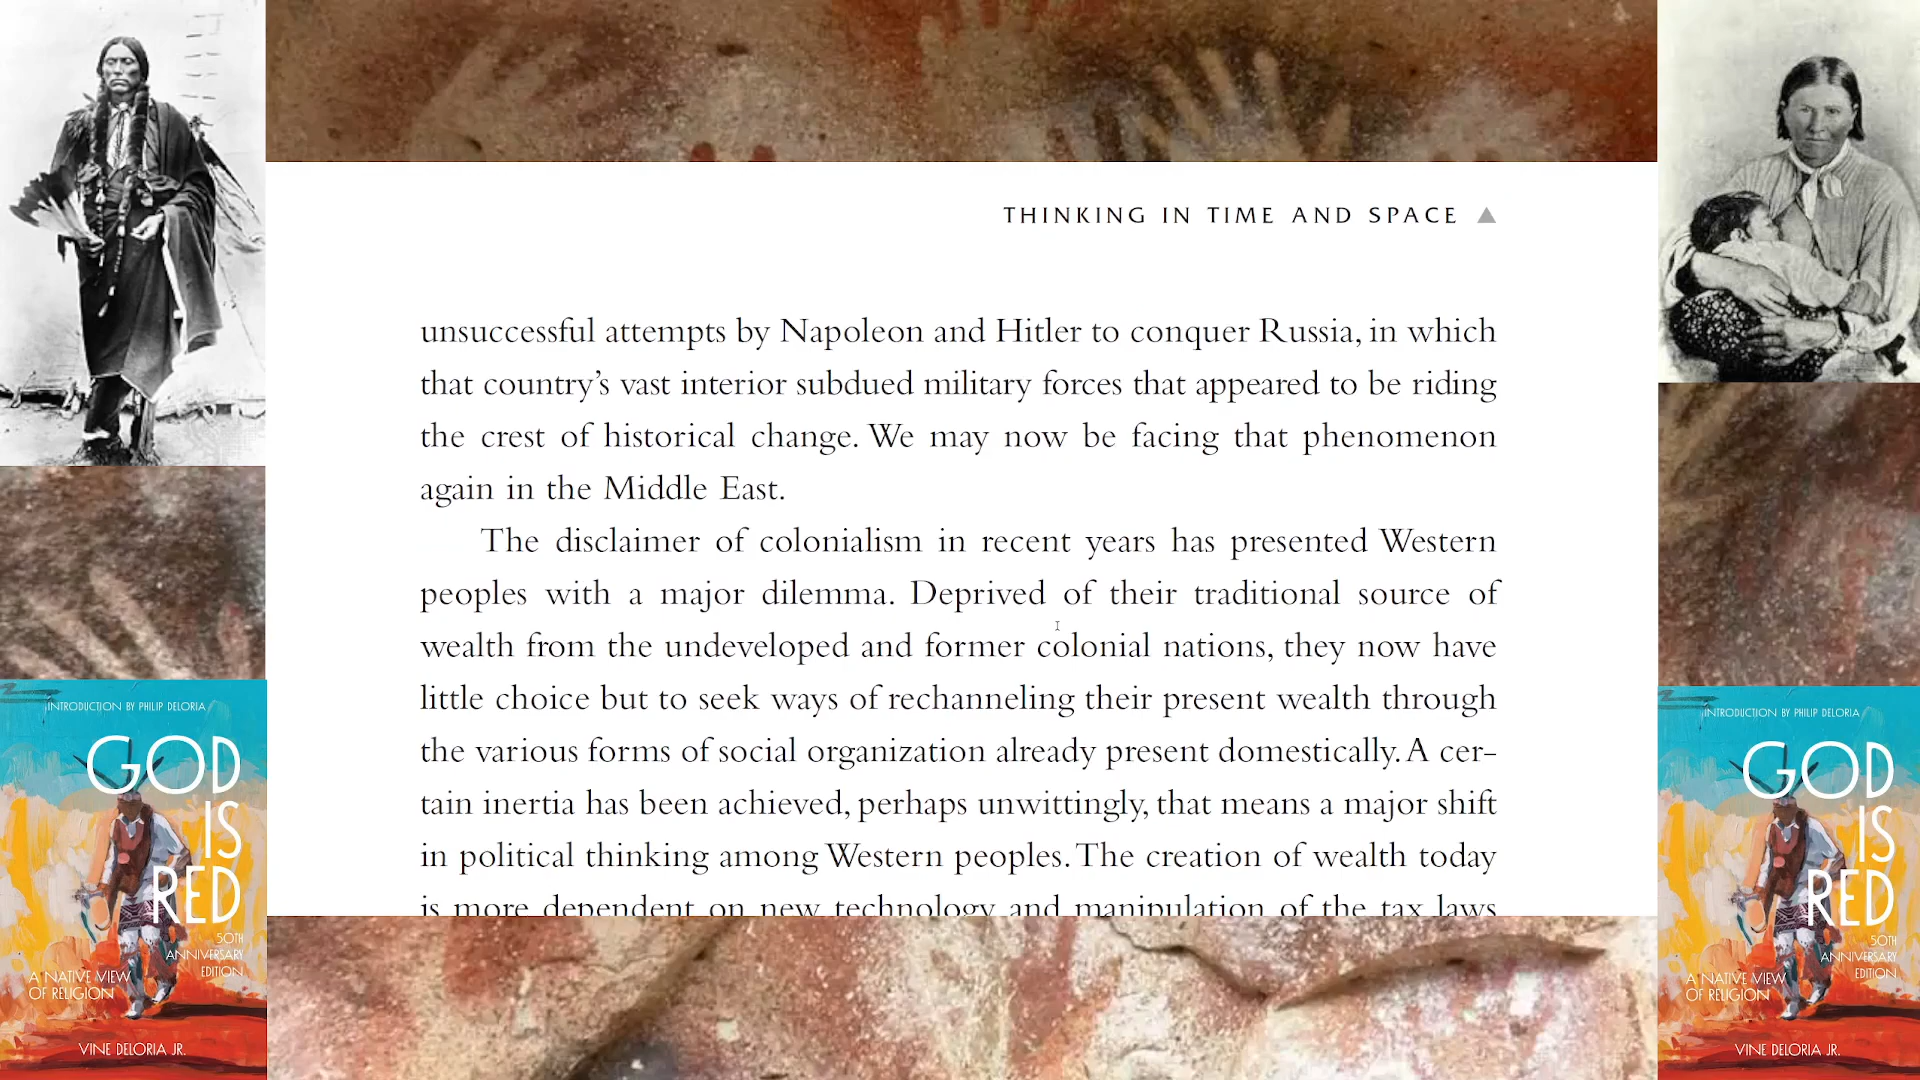 THINKING IN TIME AND SPACE
unsuccessful attempts by Napoleon and Hitler to conquer Russia, in which
that country's vast interior subdued military forces that appeared to be riding
the crest of historical change. We may now be facing that phenomenon
again in the Middle East.
The disclaimer of colonialism in recent years has presented Western
peoples with a major dilemma. Deprived of their traditional source of
wealth from the undeveloped and former colonial nations, they now have
little choice but to seek ways of rechanneling their present wealth through
the various forms of social organization already present domestically. A cer-
tain inertia has been achieved, perhaps unwittingly, that means a major shift
in political thinking among Western peoples. The creation of wealth today
is more dependent on new technology and manipulation of the tax laws
INTRODUCTION BY PHILIP DELORIA
GOD
IS
RED
50TH
ANNIVERSARY
EDITION
A NATIVE VIEW
OF RELIGION
VINE DELORIA JR.
INTRODUCTION BY PHILIP DELORIA
GOD
IS
RED
50TH
ANNIVERSARY
EDITION
A NATIVE VIEW
OF RELIGION
VINE DELORIA JR.